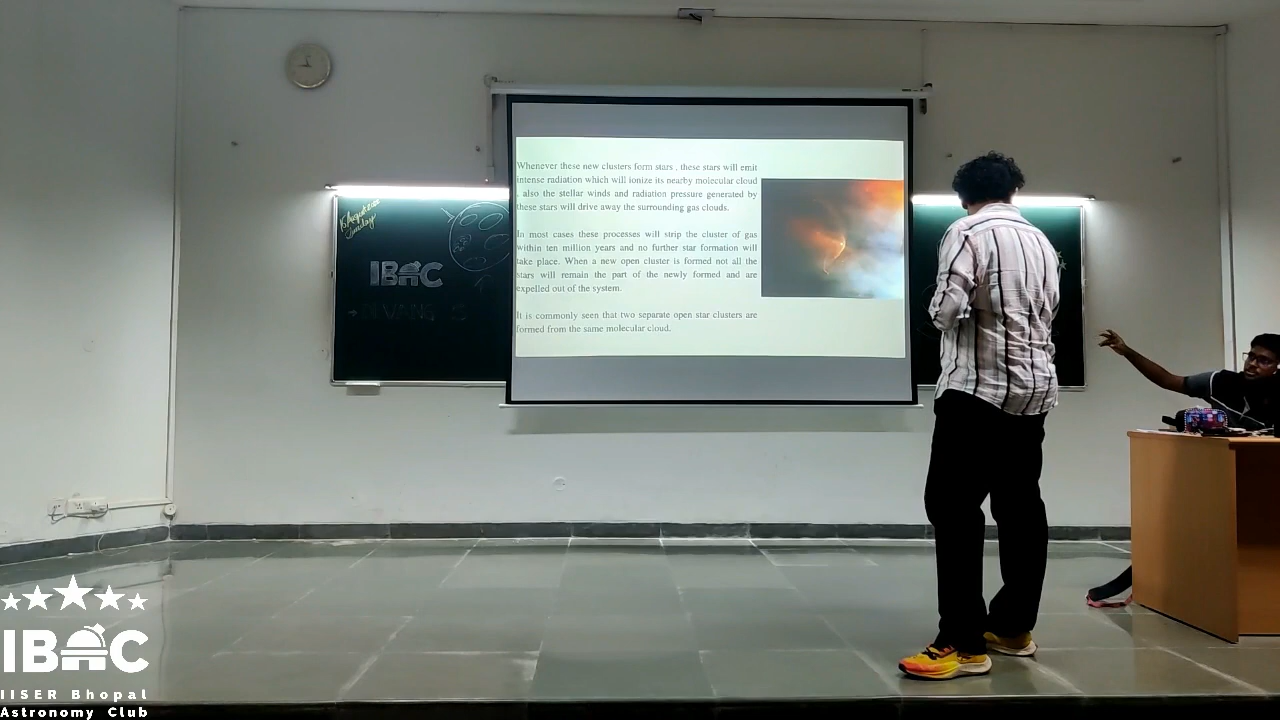 Whenever these new clusters form stars , these stars will emit
intense radiation which will ionize its nearby molecular cloud
. also the stellar winds and radiation pressure generated by
these stars will drive away the surrounding gas clouds.
In most cases these processes will strip the cluster of gas
within ten million years and no further star formation will
take place. When a new open cluster is formed not all the
stars will remain the part of the newly formed and are
expelled out of the system.
It is commonly seen that two separate open star clusters are
formed from the same molecular cloud.
Sunday
IBAC
IBAC
IISER Bhopal
Astronomy Club